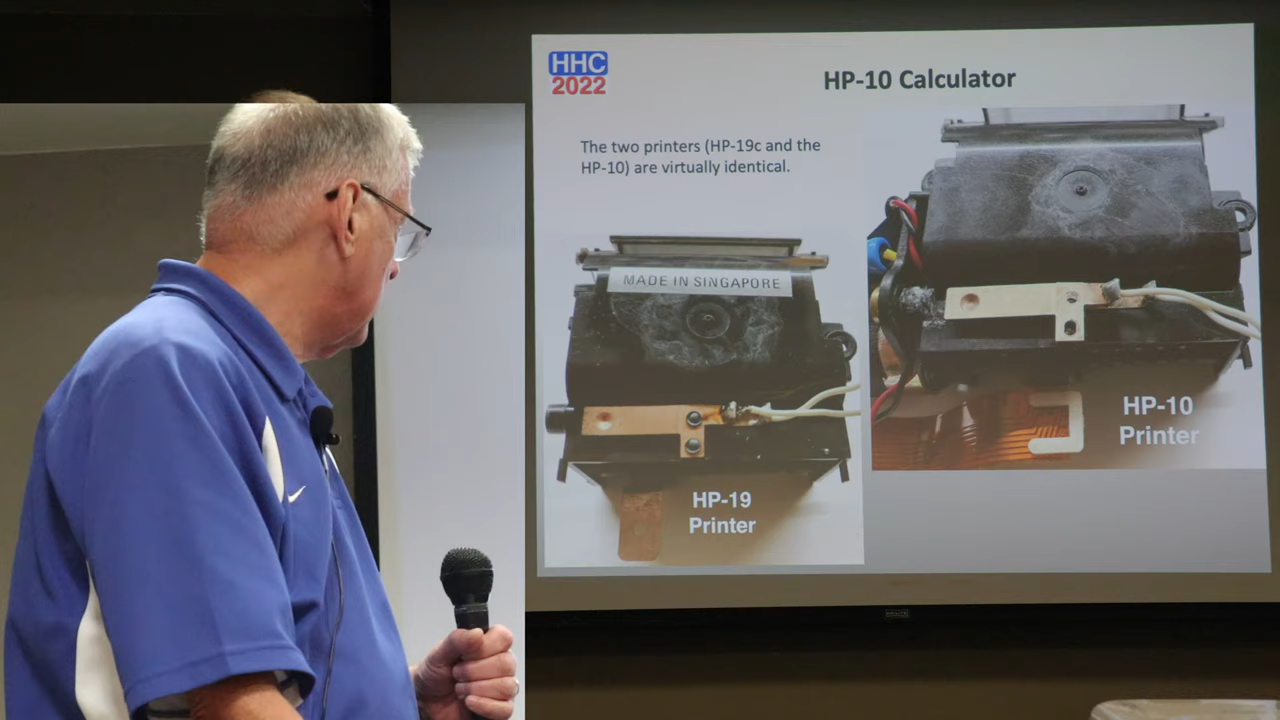 HHC
2022
HP-10 Calculator
The two printers (HP-19c and the
HP-10) are virtually identical.
MADE IN SINGAPORE
HP-19
Printer
HP-10
Printer